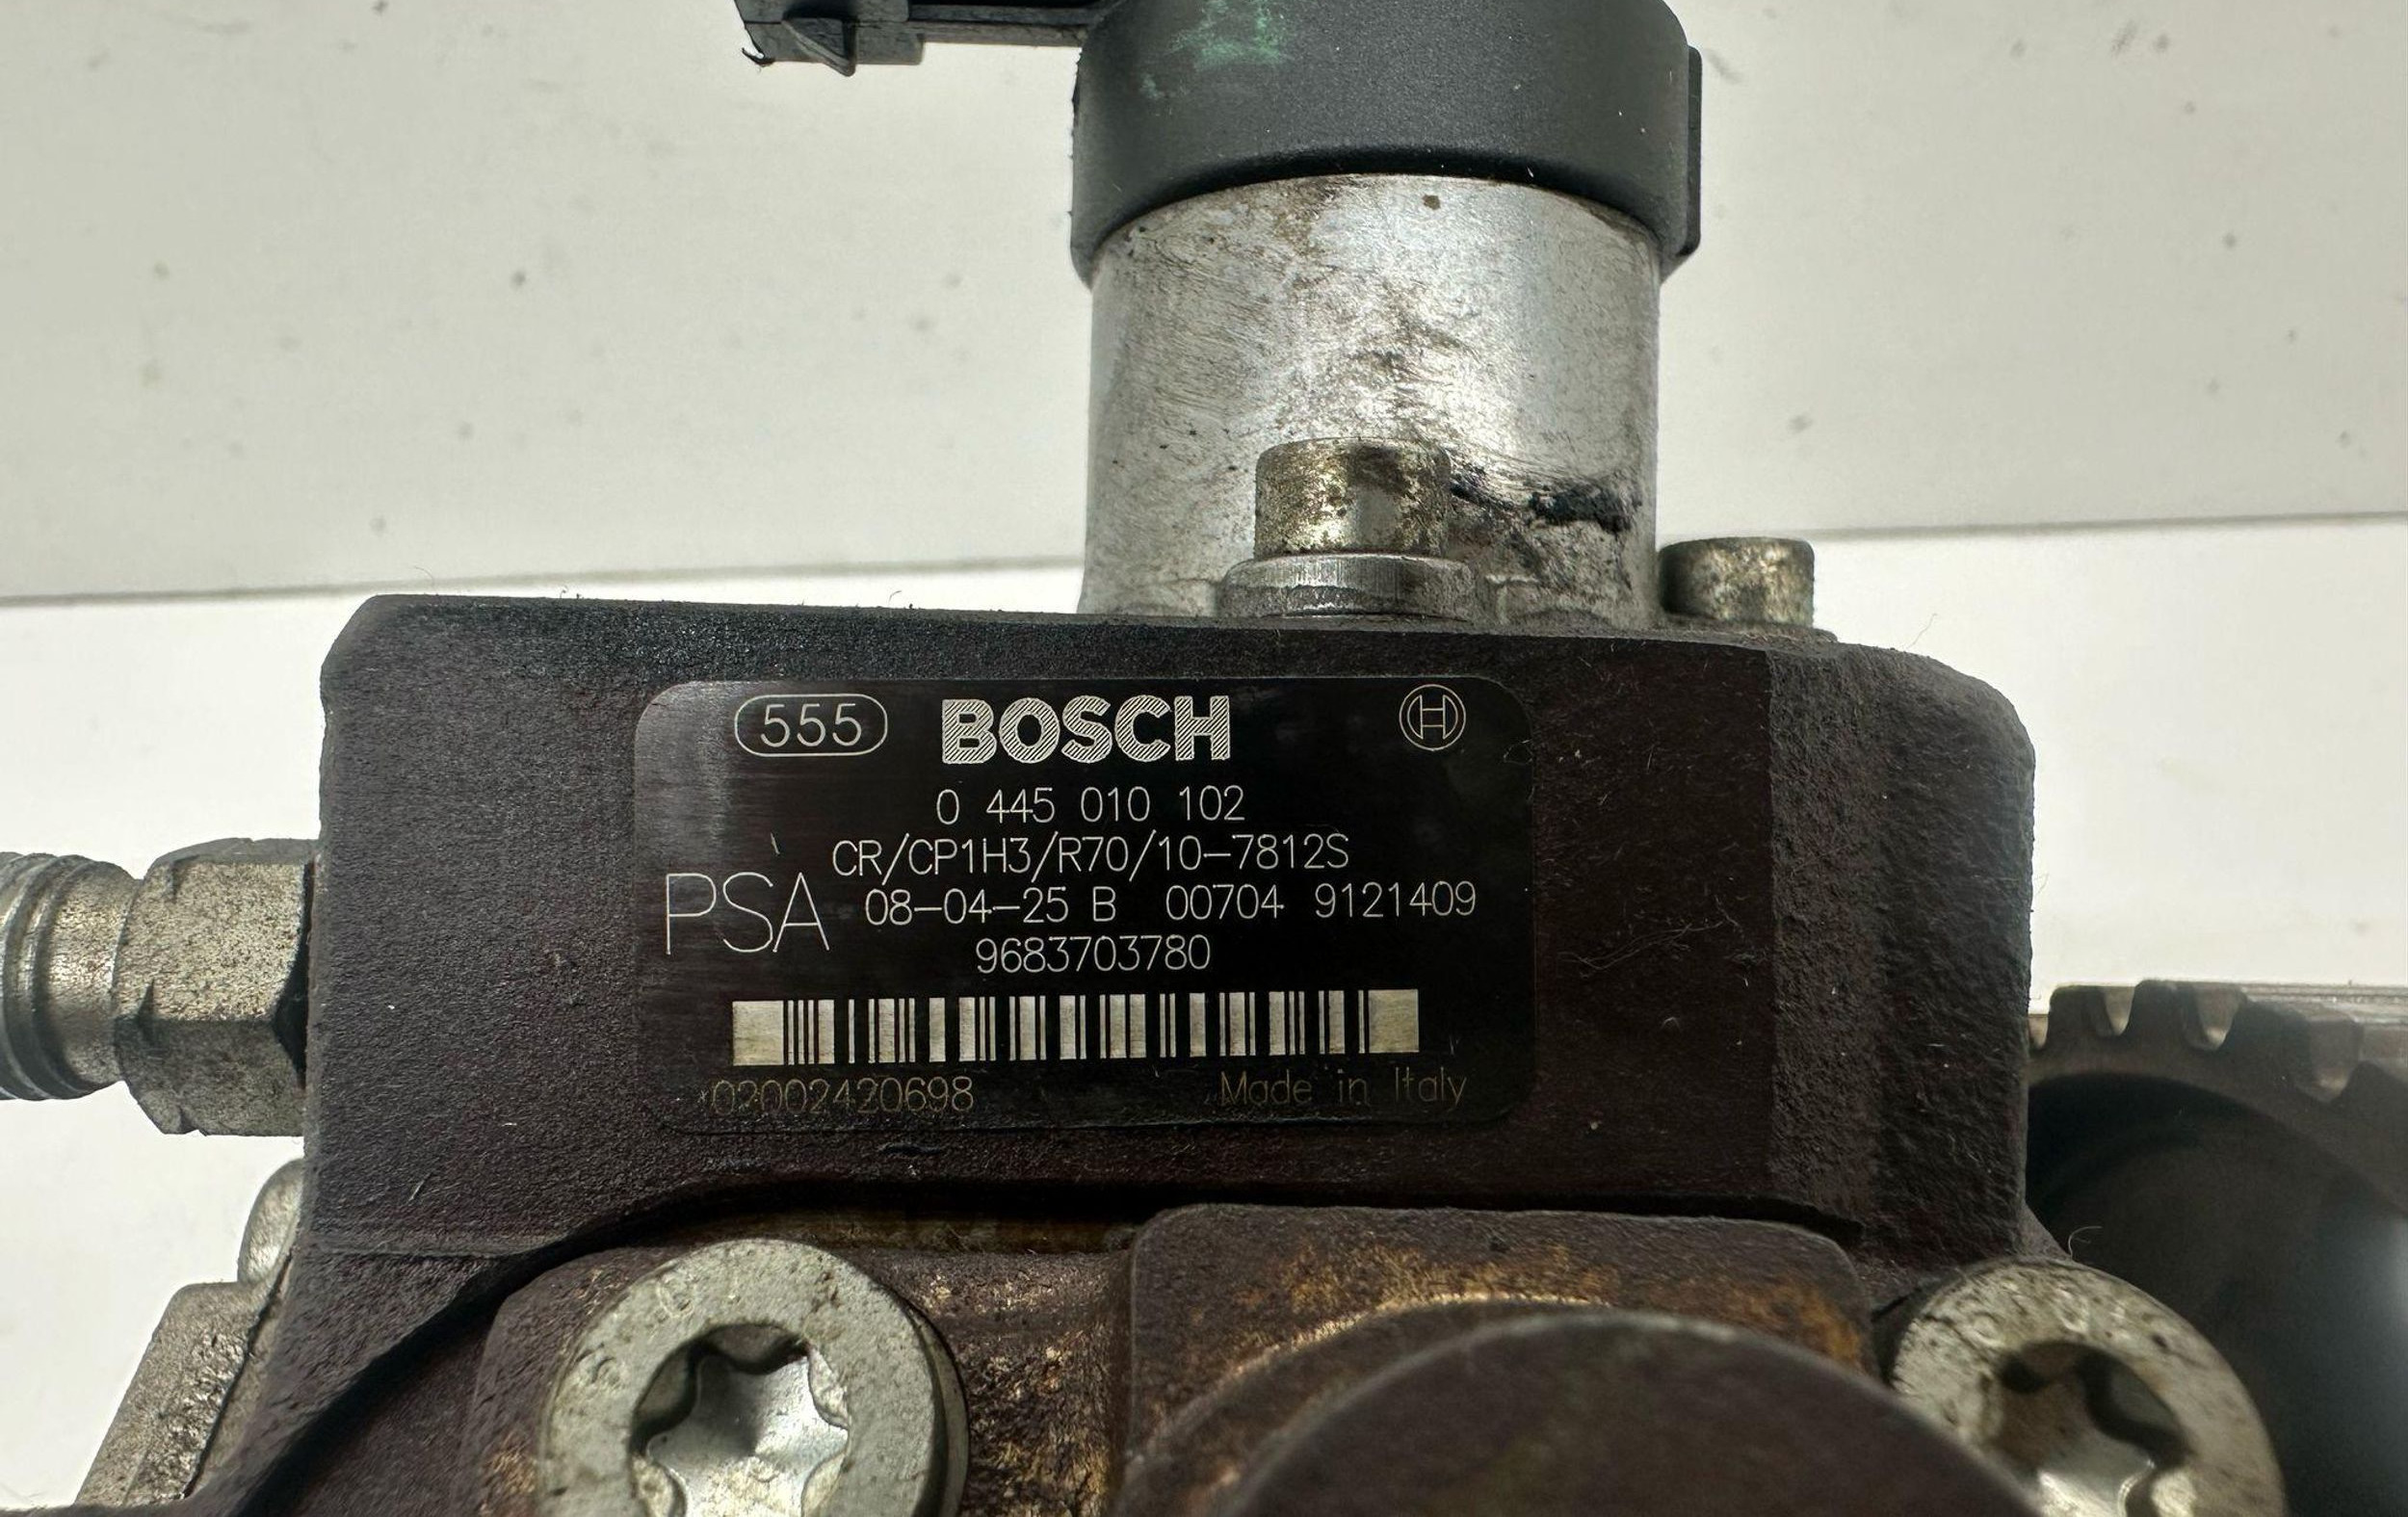 555 BOSCH
0 445 010 102
CR/CP1H3/R70/10-7812S
PSA 08-04-25 B 00704 9121409
9683703780
*02002420698 Made in Italy